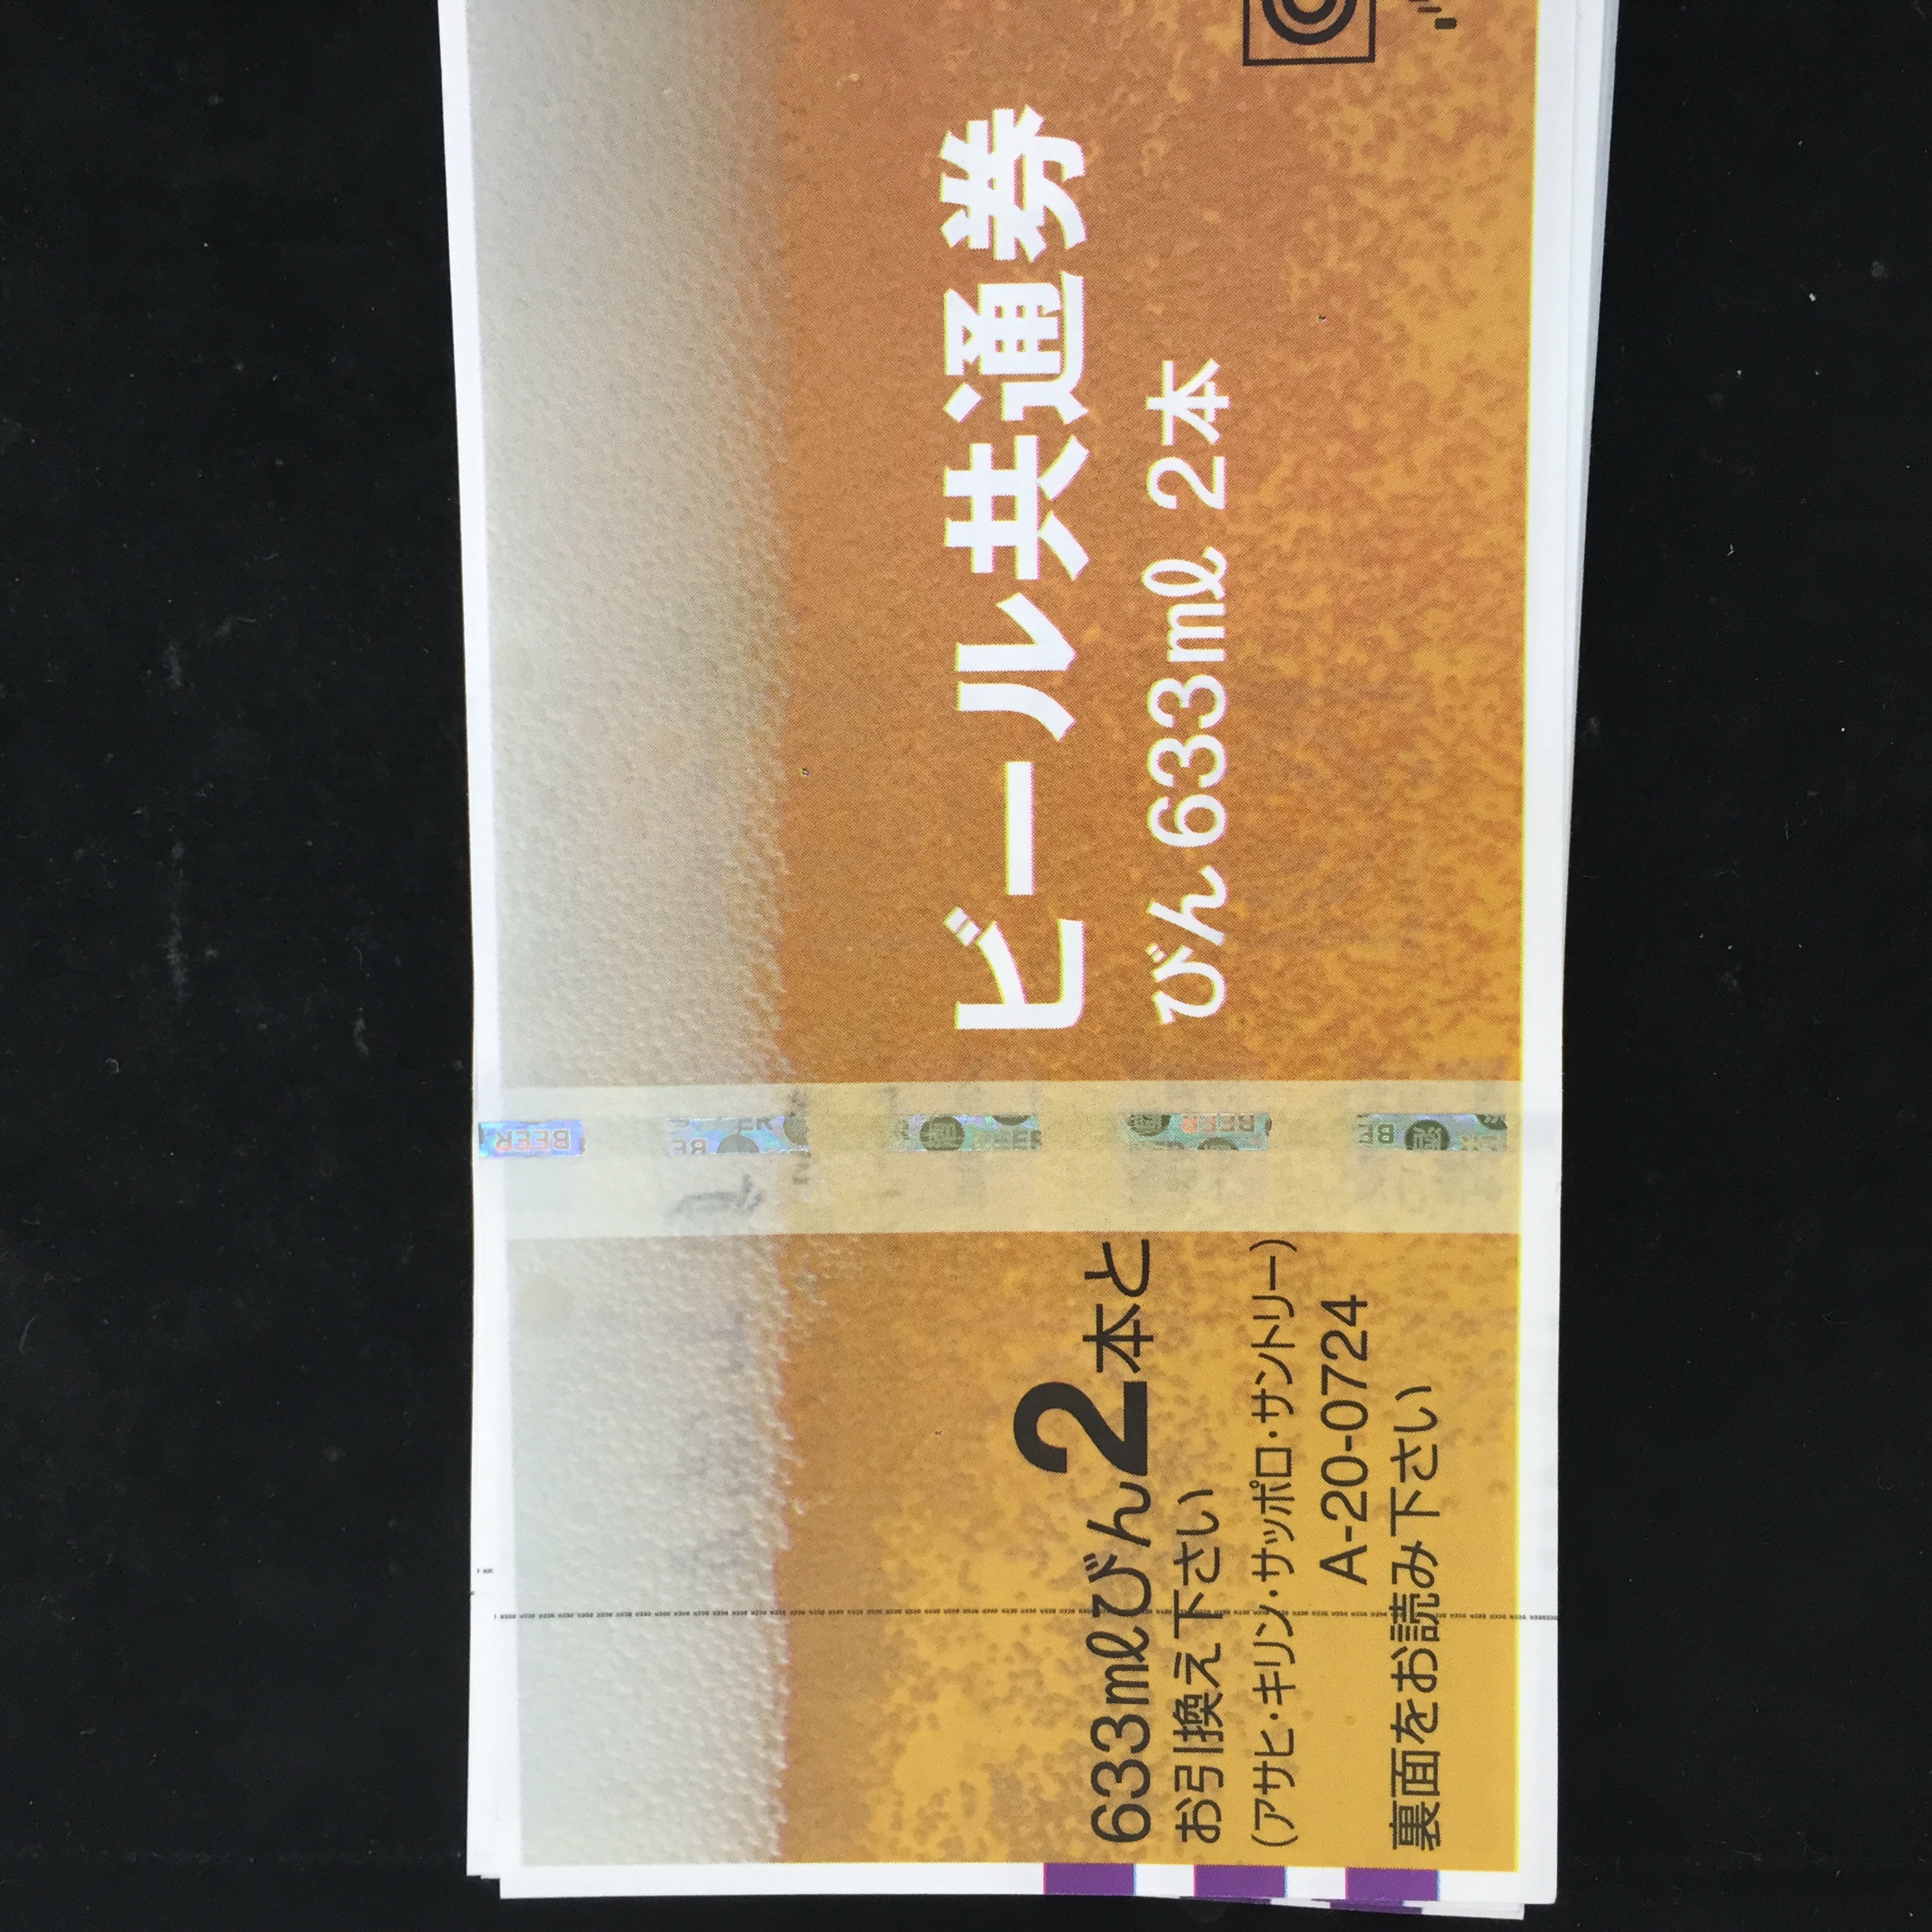 ビール共通券
びん633㎖ 2本
633㎖びん2本と
お引換え下さい
(アサヒ・キリン・サッポロ・サントリー)
A-20-0724
裏面をお読み下さい
BEER
BEER